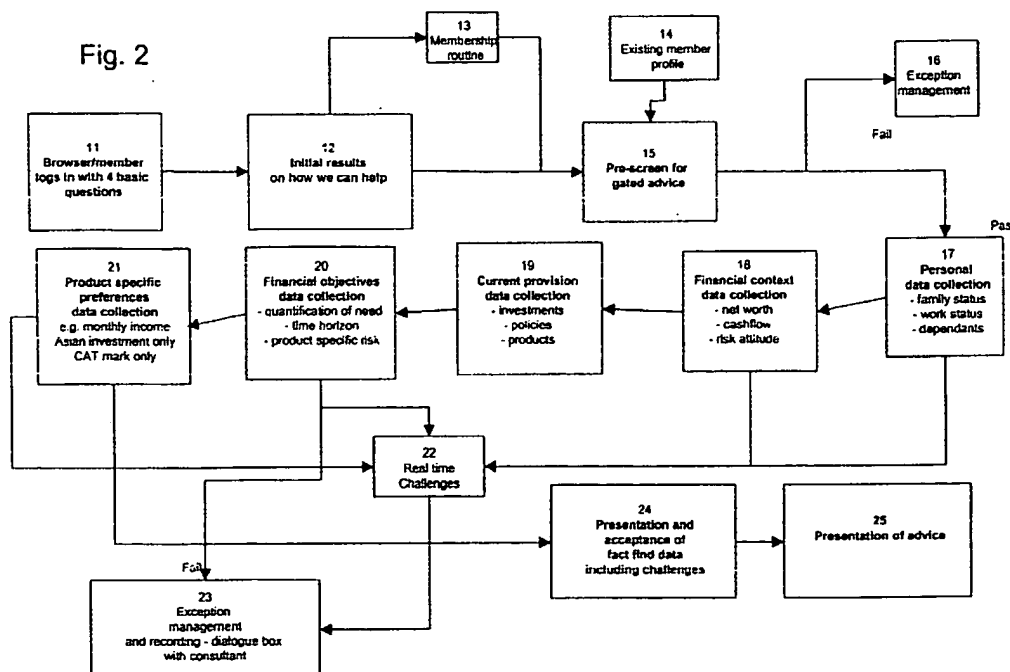 Fig. 2
13
Membership
routine
14
Existing member
profile
16
Exception
management
11
Browser/member
logs in with 4 basic
questions
12
Initial results
on how we can help
15
Pre-screen for
gated advice
Fail
Pas
21
Product specific
preferences
data collection
e.g. monthly income
Asian investment only
CAT mark only
20
Financial objectives
data collection
- quantification of need
- time horizon
- product specific risk
19
Current provision
data collection
- investments
- policies
- products
18
Financial context
data collection
- net worth
- cashflow
- risk attitude
17
Personal
data collection
- family status
- work status
- dependants
22
Real time
Challenges
24
Presentation and
acceptance of
fact find data
including challenges
25
Presentation of advice
Fail
23
Exception
management
and recording - dialogue box
with consultant